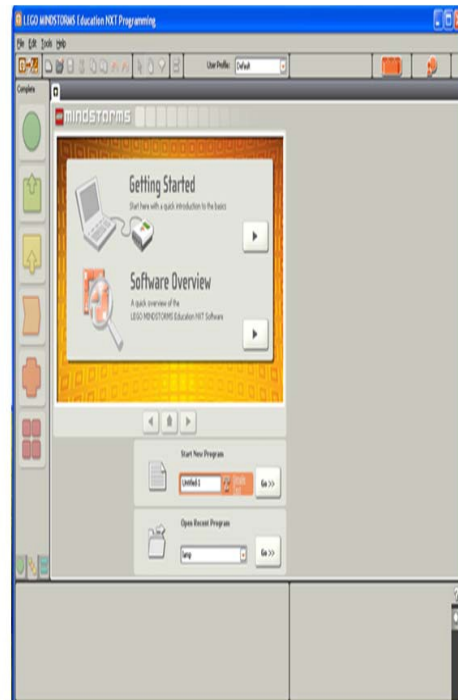 LEGO MINDSTORMS Education NXT Programming
File Edit Tools Help
User Profile: Default
Complete
mindstorms
Getting Started
Start here with a quick introduction to the basics
Software Overview
A quick overview of the
LEGO MINDSTORMS Education NXT Software
Start New Program
Untitled-1
Go >>
Open Recent Program
lamp
Go >>